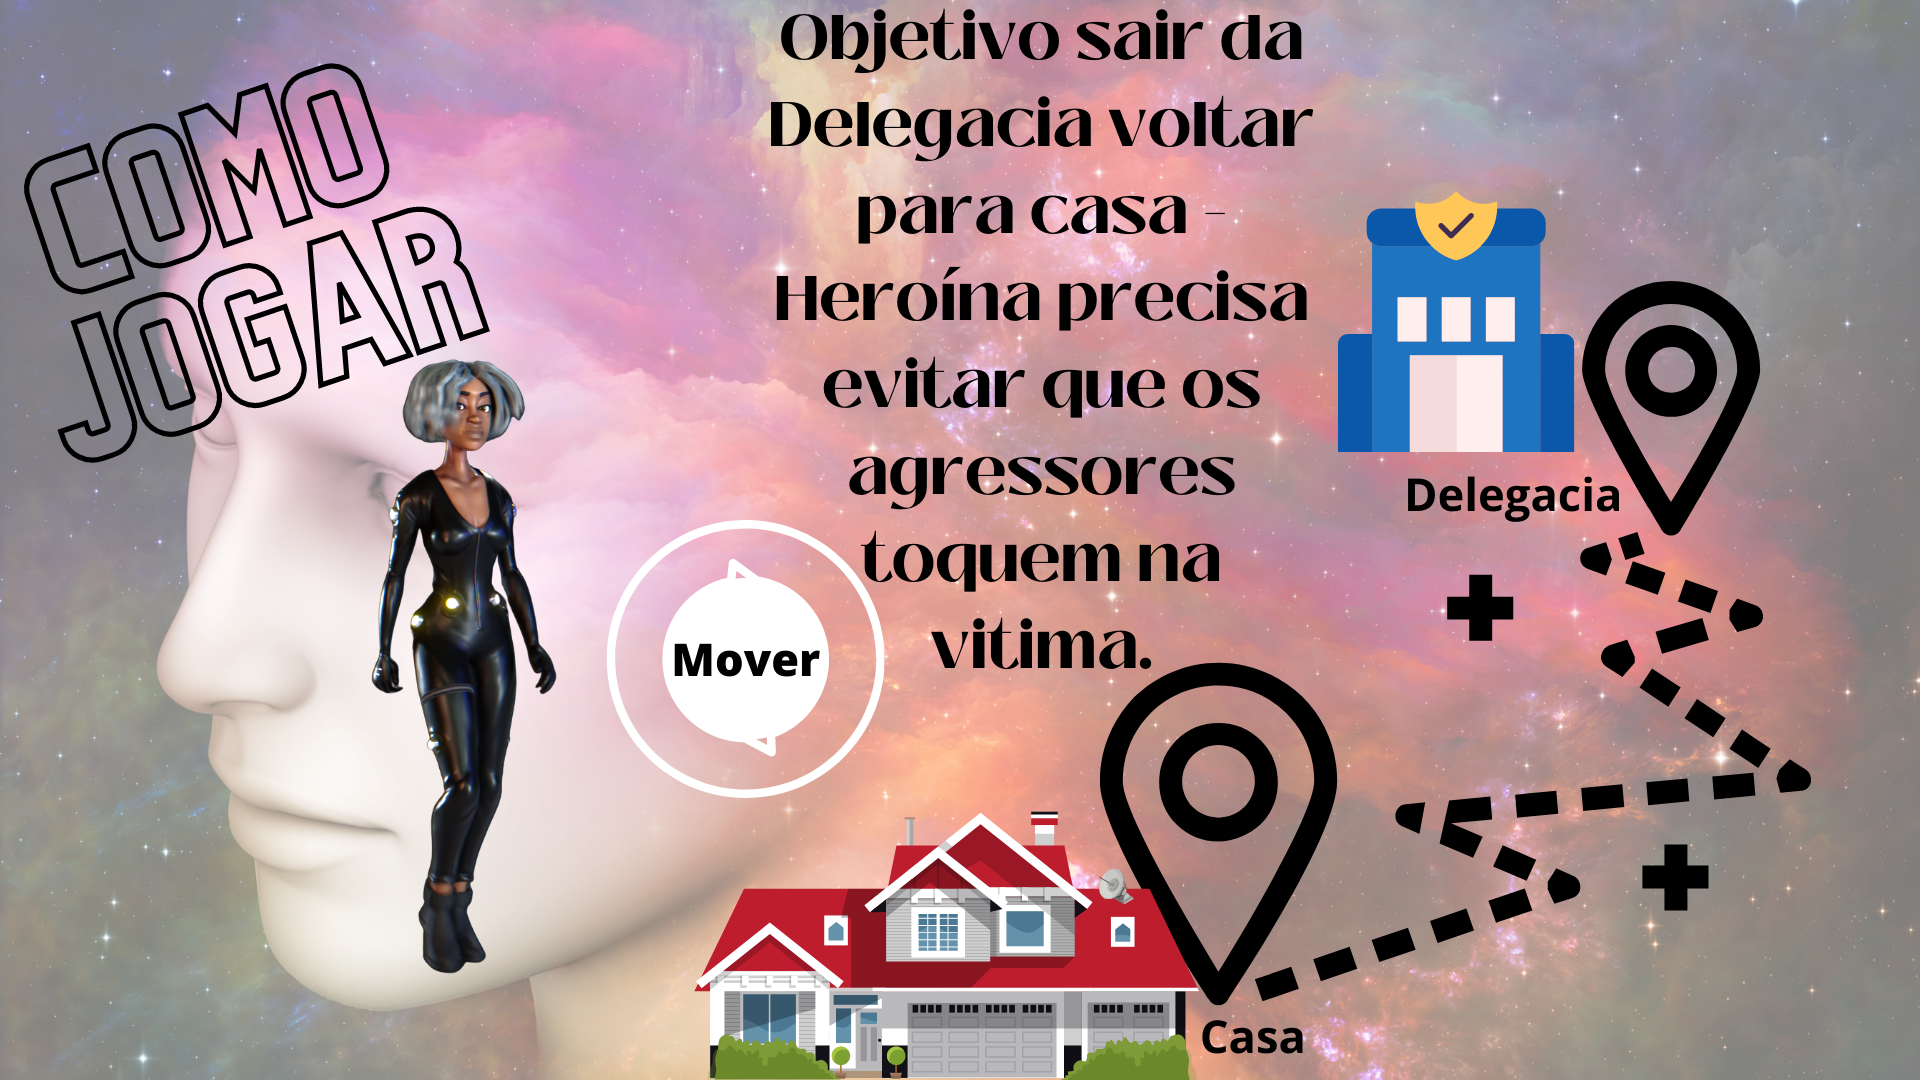 COMO
JOGAR
Objetivo sair da
Delegacia voltar
para casa -
Heroína precisa
evitar que os
agressores
toquem na
vitima.
Mover
Delegacia
Casa